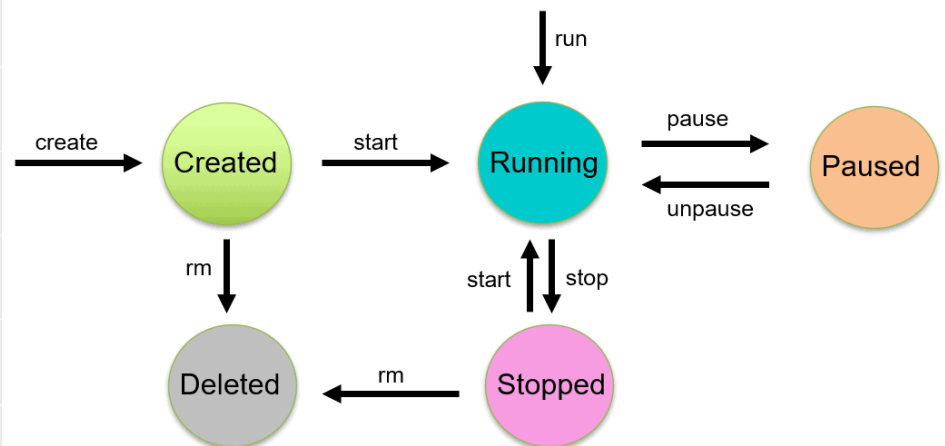 run
create
Created
start
Running
pause
unpause
Paused
rm
start
stop
Deleted
rm
Stopped